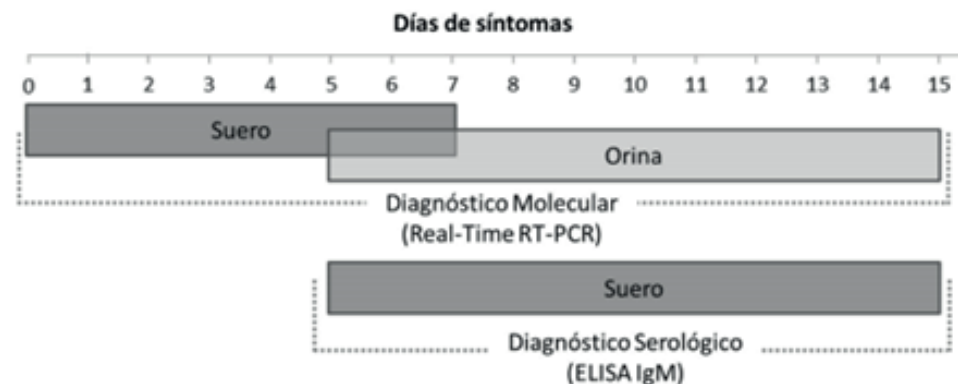 Días de síntomas
0 1 2 3 4 5 6 7 8 9 10 11 12 13 14 15
Suero
Orina
Diagnóstico Molecular
(Real-Time RT-PCR)
Suero
Diagnóstico Serológico
(ELISA IgM)